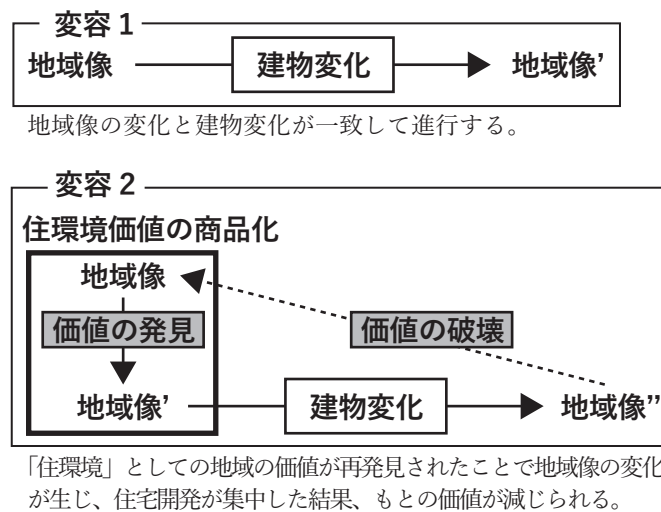 変容 1
地域像 建物変化 地域像’
地域像の変化と建物変化が一致して進行する。
変容 2
住環境価値の商品化
地域像
価値の発見 価値の破壊
地域像’ 建物変化 地域像”
「住環境」としての地域の価値が再発見されたことで地域像の変化
が生じ、住宅開発が集中した結果、もとの価値が減じられる。